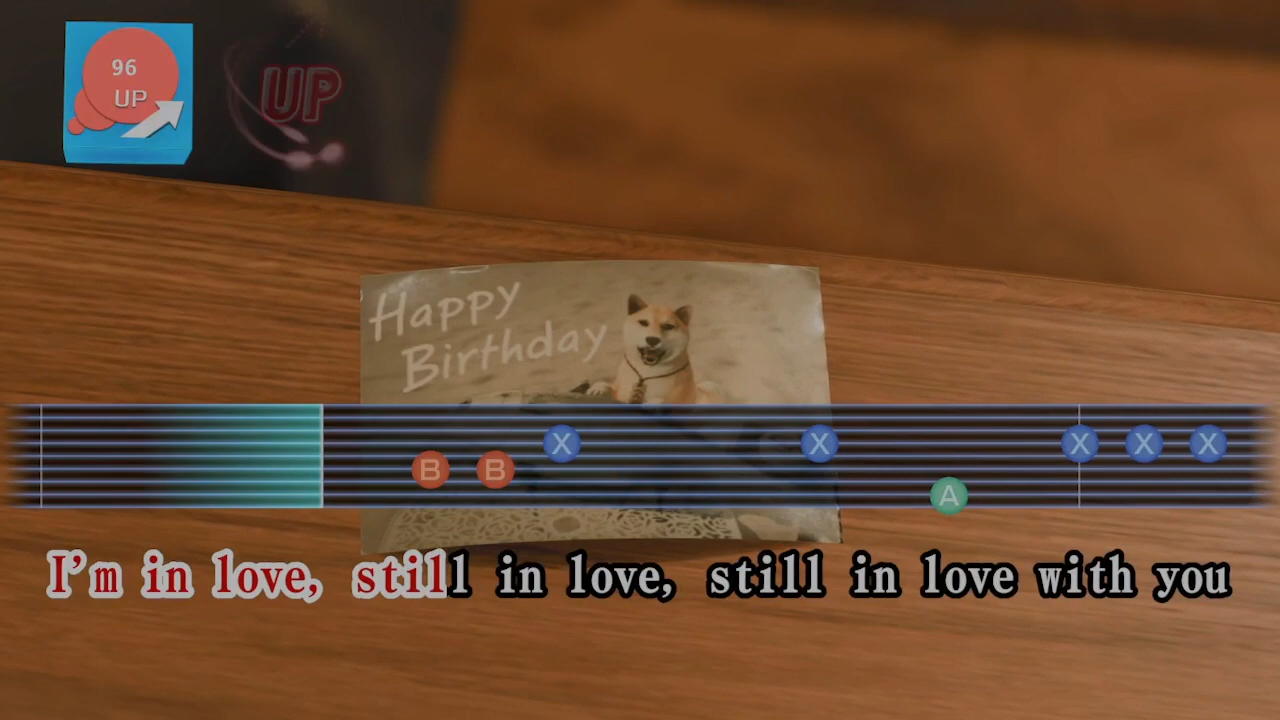 96
UP
UP
Happy
Birthday
X X X X X
B B
A
I'm in love, still in love, still in love with you